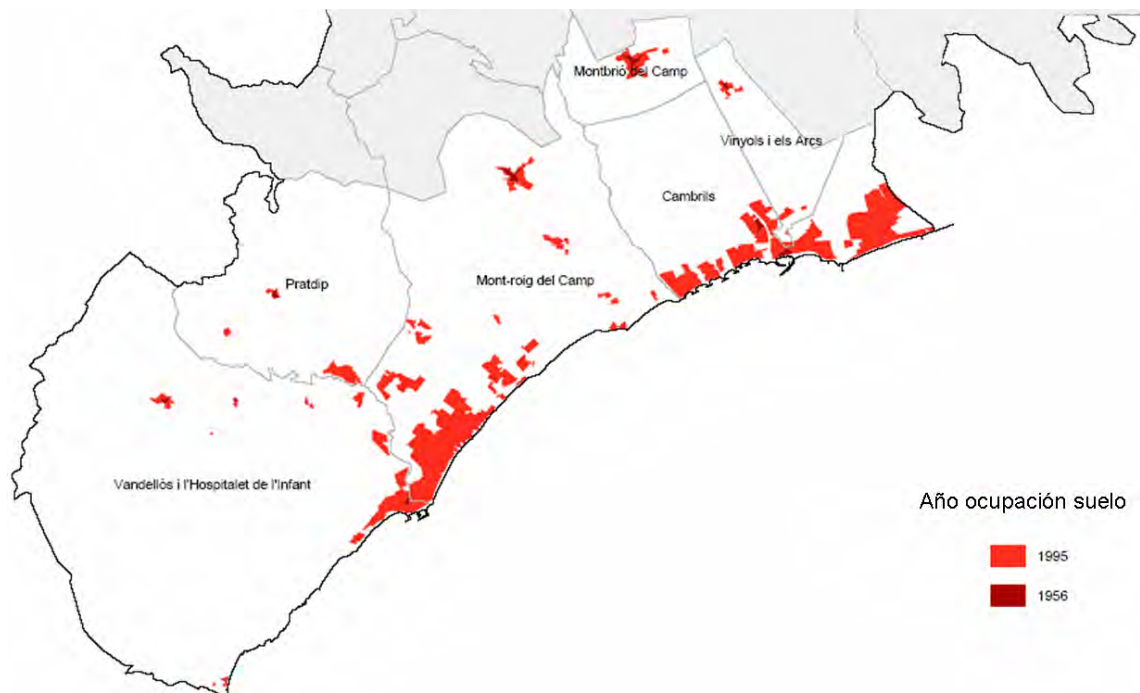 Montbrió del Camp
Vinyols i els Arcs
Cambrils
Pratdip
Mont-roig del Camp
Vandellòs i l'Hospitalet de l'Infant
Año ocupación suelo
1995
1956